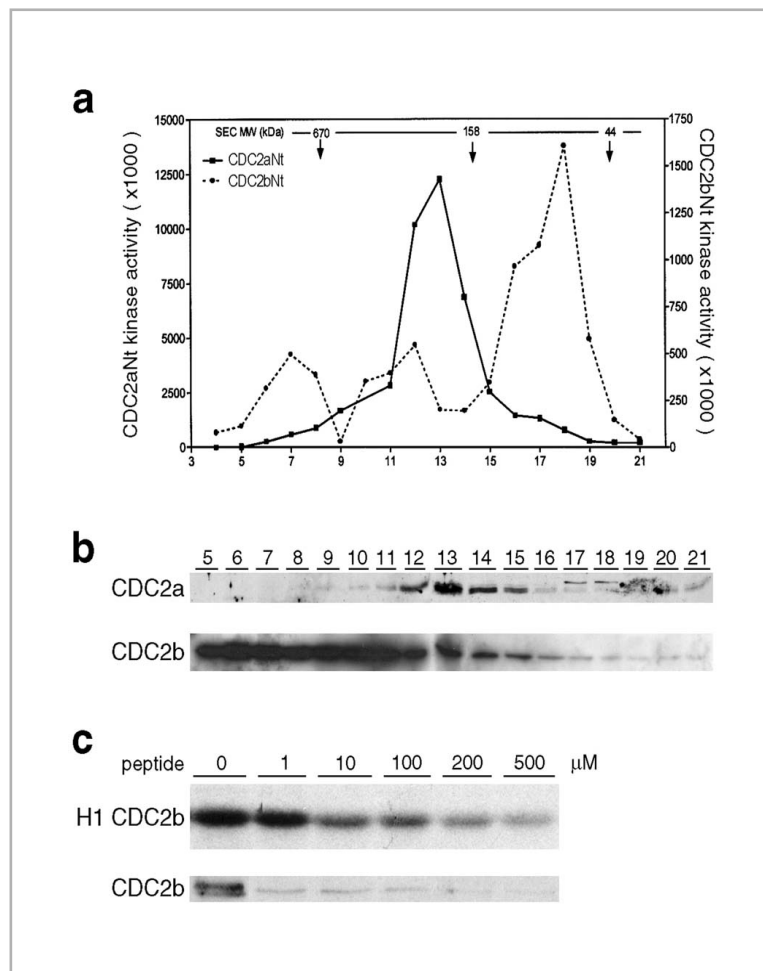 a
SEC MW (kDa) 670 158 44
CDC2aNt
CDC2bNt
CDC2aNt kinase activity ( x1000)
15000
12500
10000
7500
5000
2500
0
1750
1500
1250
1000
750
500
250
0
CDC2bNt kinase activity ( x1000)
3 5 7 9 11 13 15 17 19 21
b
5 6 7 8 9 10 11 12 13 14 15 16 17 18 19 20 21
CDC2a
CDC2b
c
peptide 0 1 10 100 200 500 µM
H1 CDC2b
CDC2b